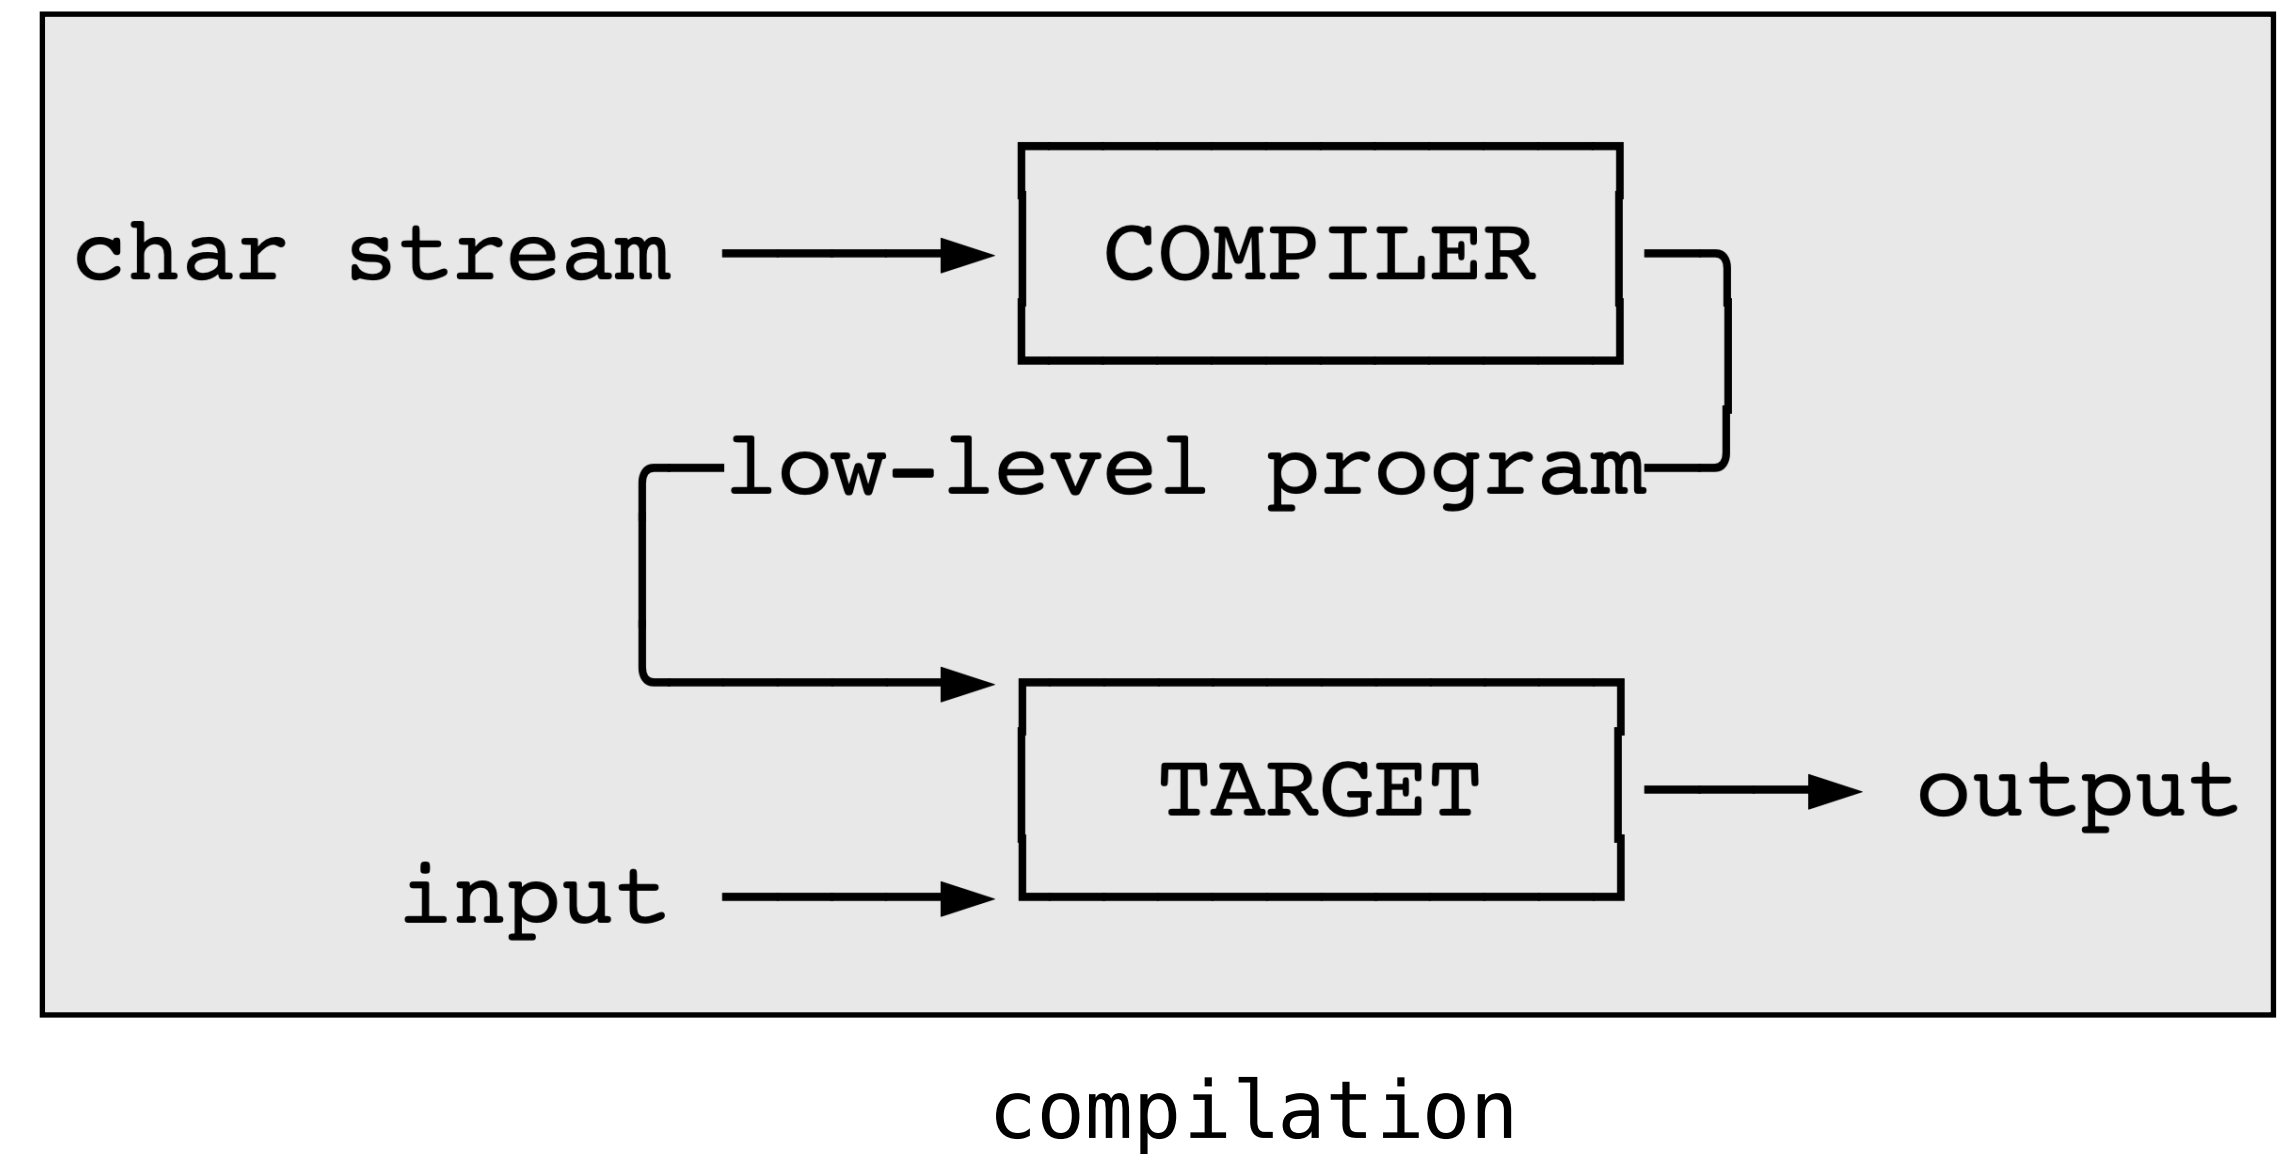 char stream
COMPILER
low-level program
TARGET
output
input
compilation